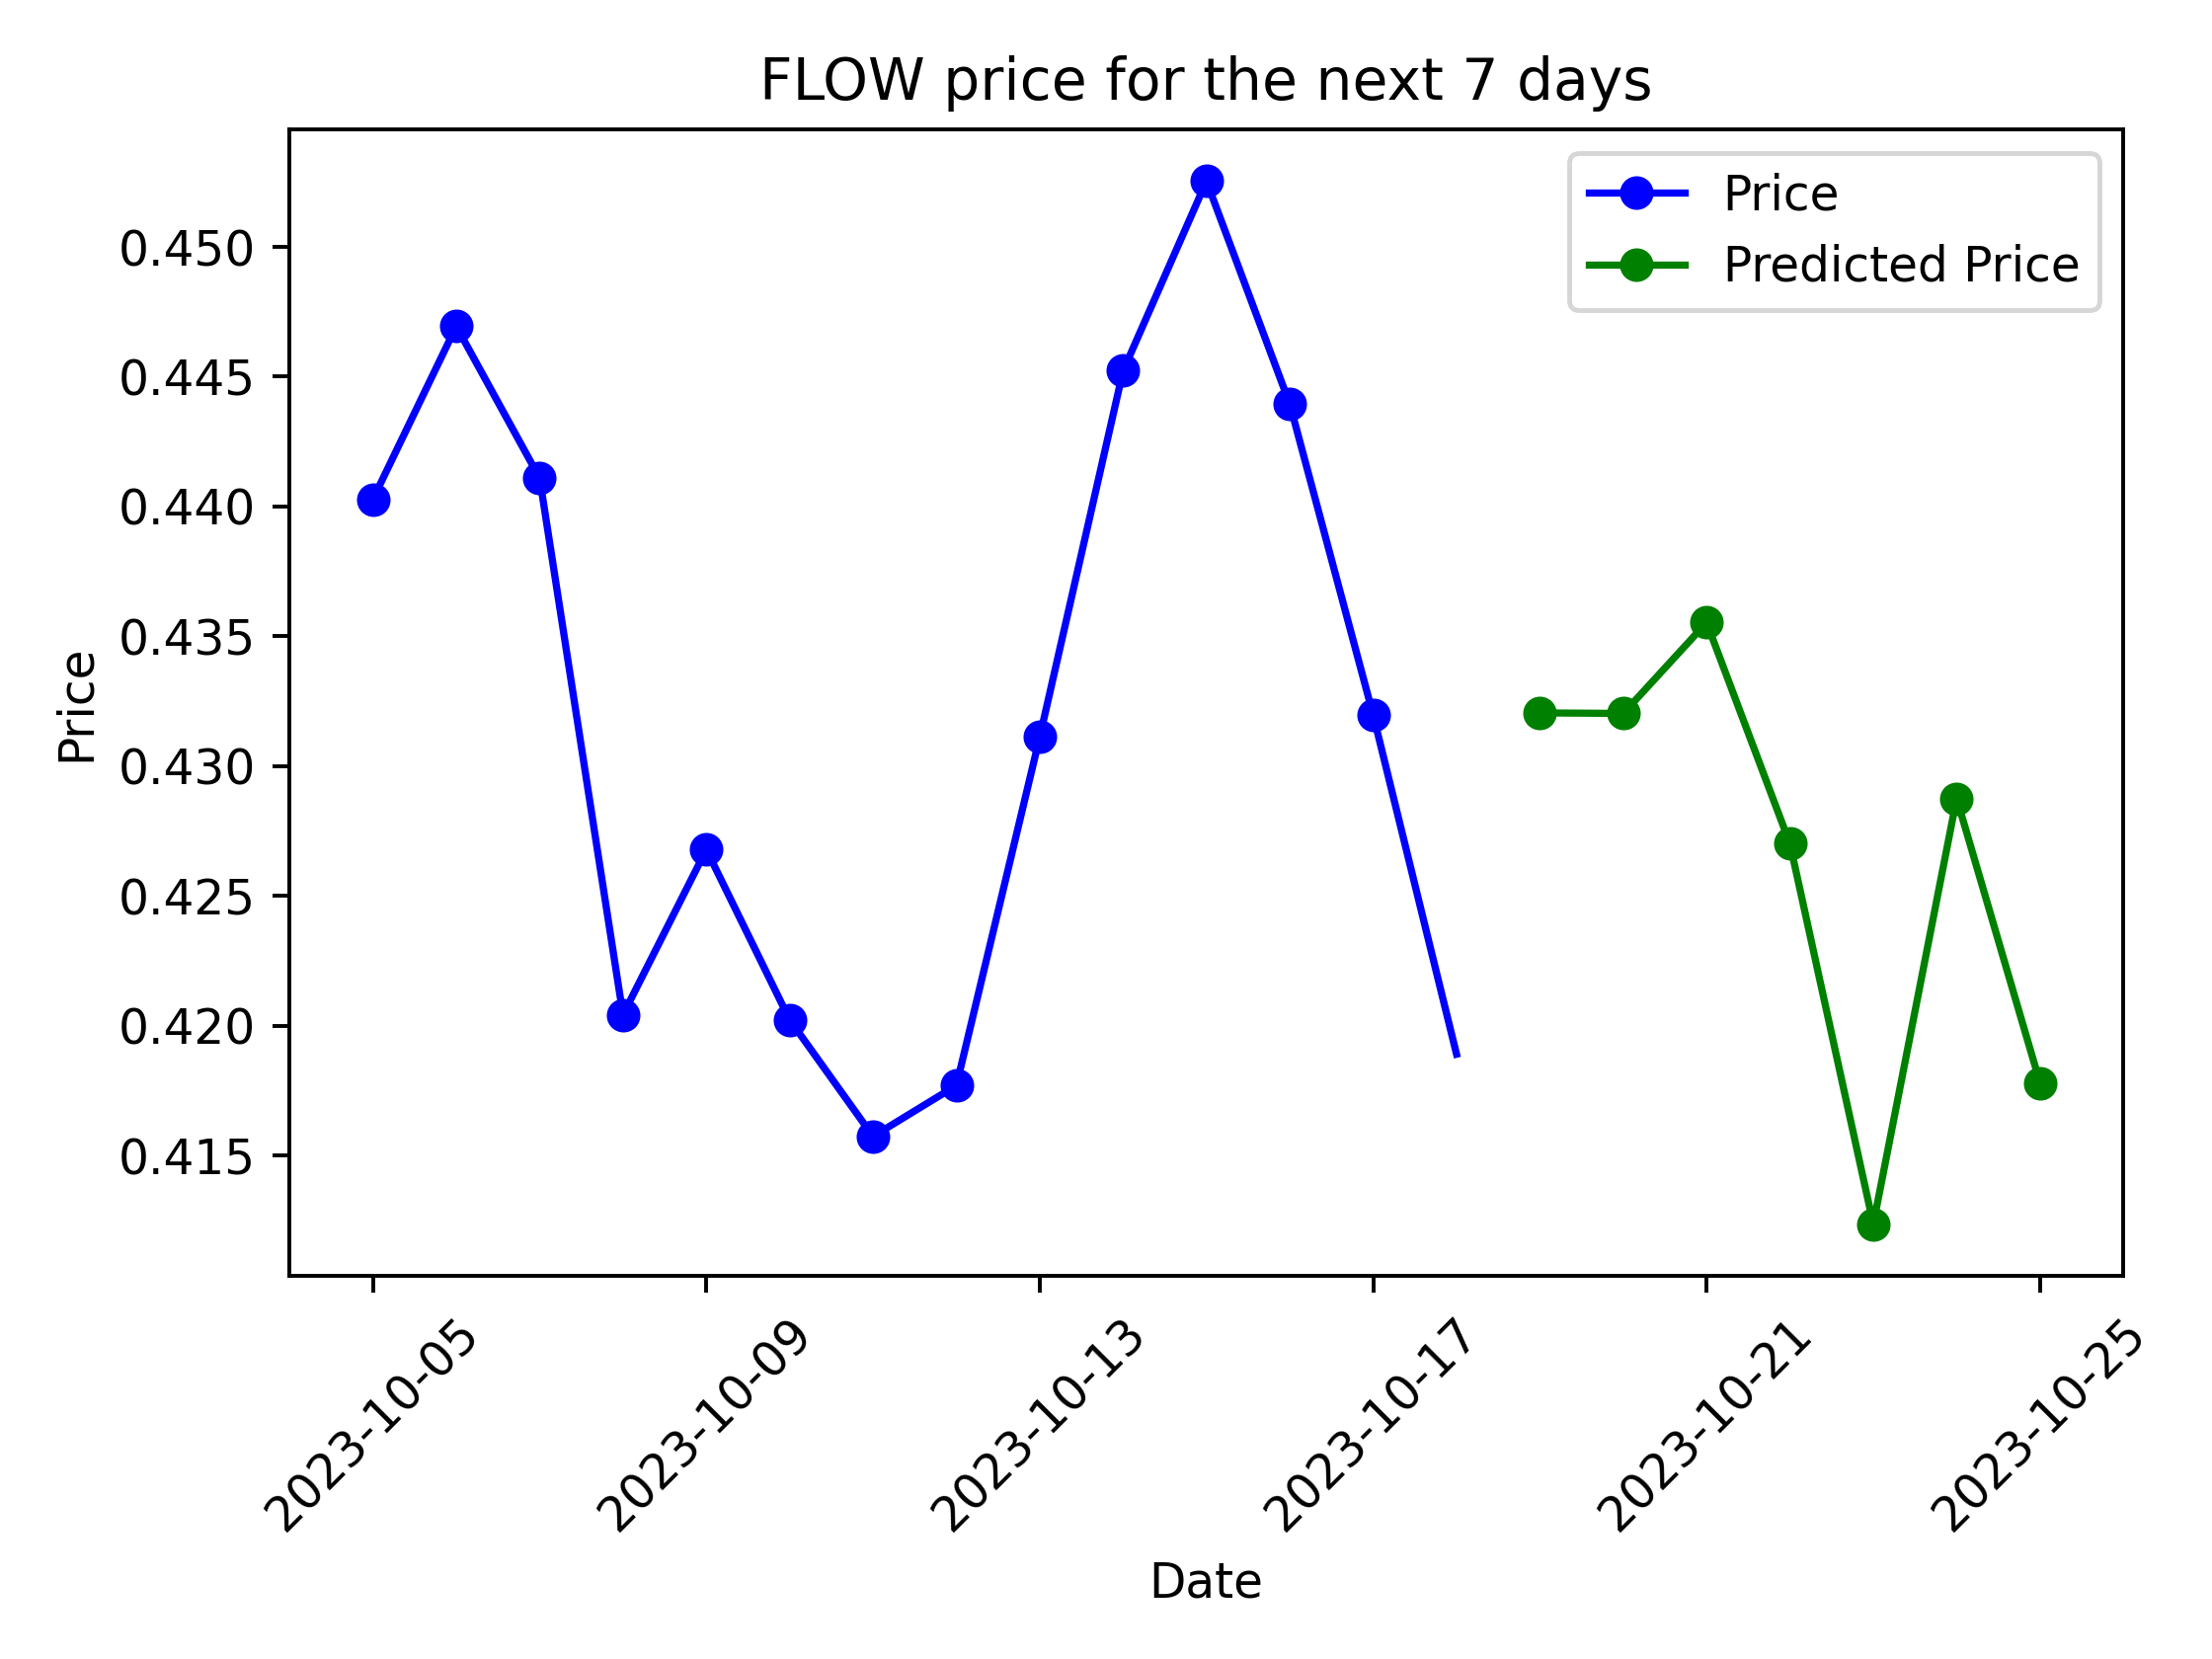 FLOW price for the next 7 days
Price
Predicted Price
0.450
0.445
0.440
0.435
0.430
0.425
0.420
0.415
Price
2023-10-05
2023-10-09
2023-10-13
2023-10-17
2023-10-21
2023-10-25
Date